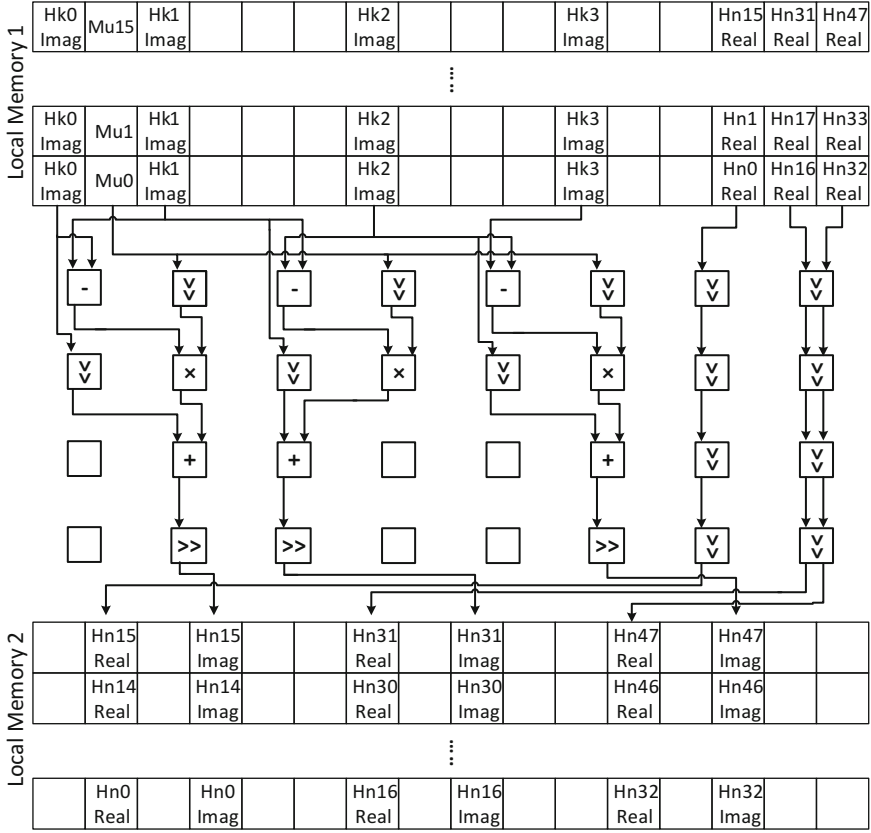 Local Memory 1
Hk0 Imag Mu15 Hk1 Imag Hk2 Imag Hk3 Imag Hn15 Real Hn31 Real Hn47 Real
.....
Hk0 Imag Mu1 Hk1 Imag Hk2 Imag Hk3 Imag Hn1 Real Hn17 Real Hn33 Real
Hk0 Imag Mu0 Hk1 Imag Hk2 Imag Hk3 Imag Hn0 Real Hn16 Real Hn32 Real
- >> - >> - >> >> >>
>> × >> × >> × >> >>
+ + + >> >>
>> >> >> >> >>
Local Memory 2
Hn15 Real Hn15 Imag Hn31 Real Hn31 Imag Hn47 Real Hn47 Imag
Hn14 Real Hn14 Imag Hn30 Real Hn30 Imag Hn46 Real Hn46 Imag
.....
Hn0 Real Hn0 Imag Hn16 Real Hn16 Imag Hn32 Real Hn32 Imag